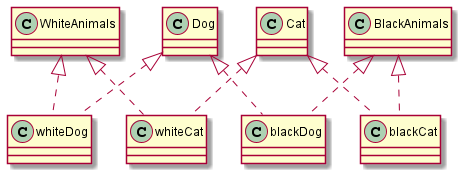 C WhiteAnimals
C Dog
C Cat
C BlackAnimals
C whiteDog
C whiteCat
C blackDog
C blackCat